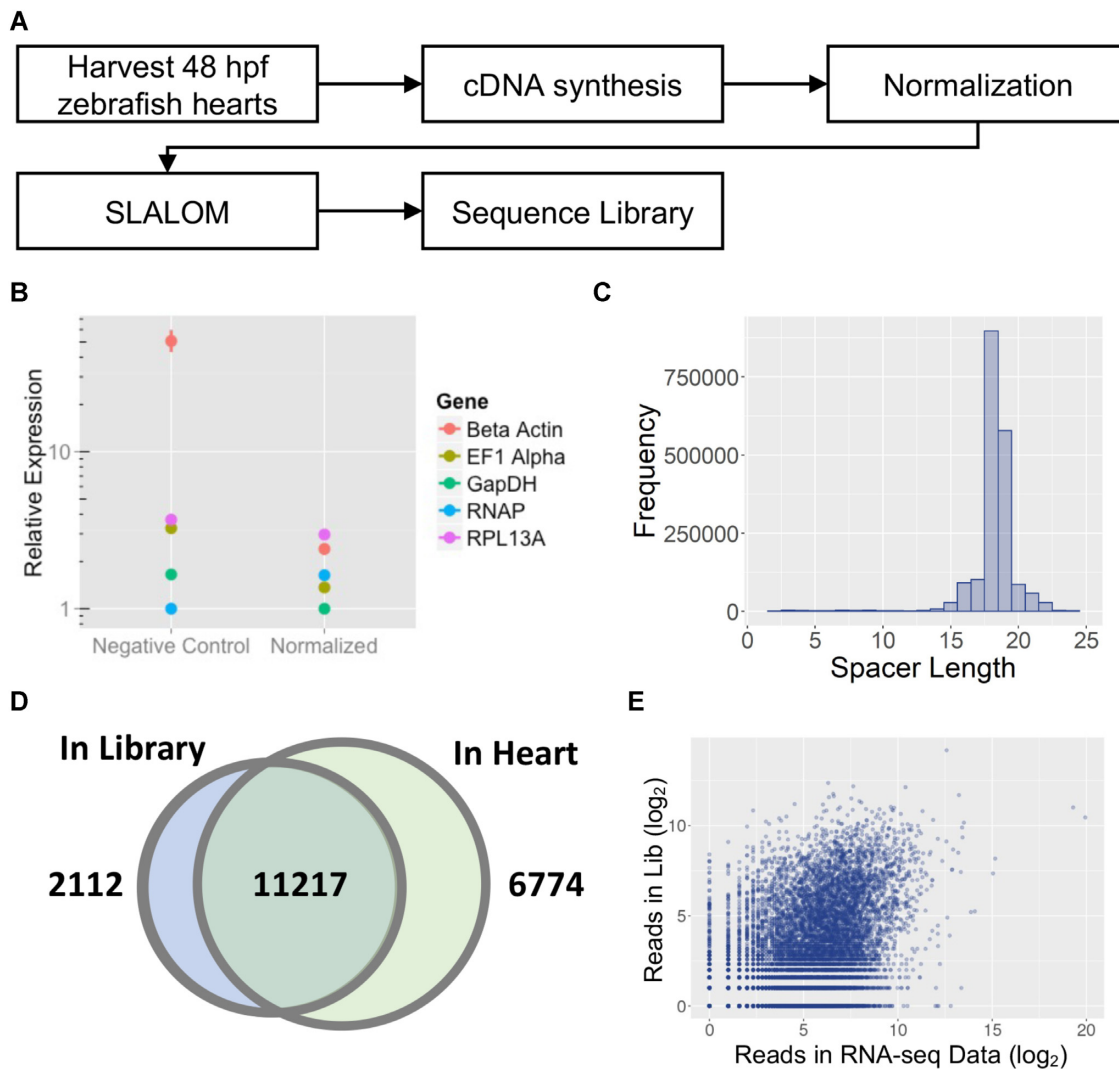 A
Harvest 48 hpf
zebrafish hearts
cDNA synthesis
Normalization
SLALOM
Sequence Library
B
Relative Expression
10
1
Negative Control
Normalized
Gene
Beta Actin
EF1 Alpha
GapDH
RNAP
RPL13A
C
Frequency
750000
500000
250000
0
0 5 10 15 20 25
Spacer Length
D
In Library
In Heart
2112
11217
6774
E
Reads in Lib (log₂)
10
5
0
0 5 10 15 20
Reads in RNA-seq Data (log₂)